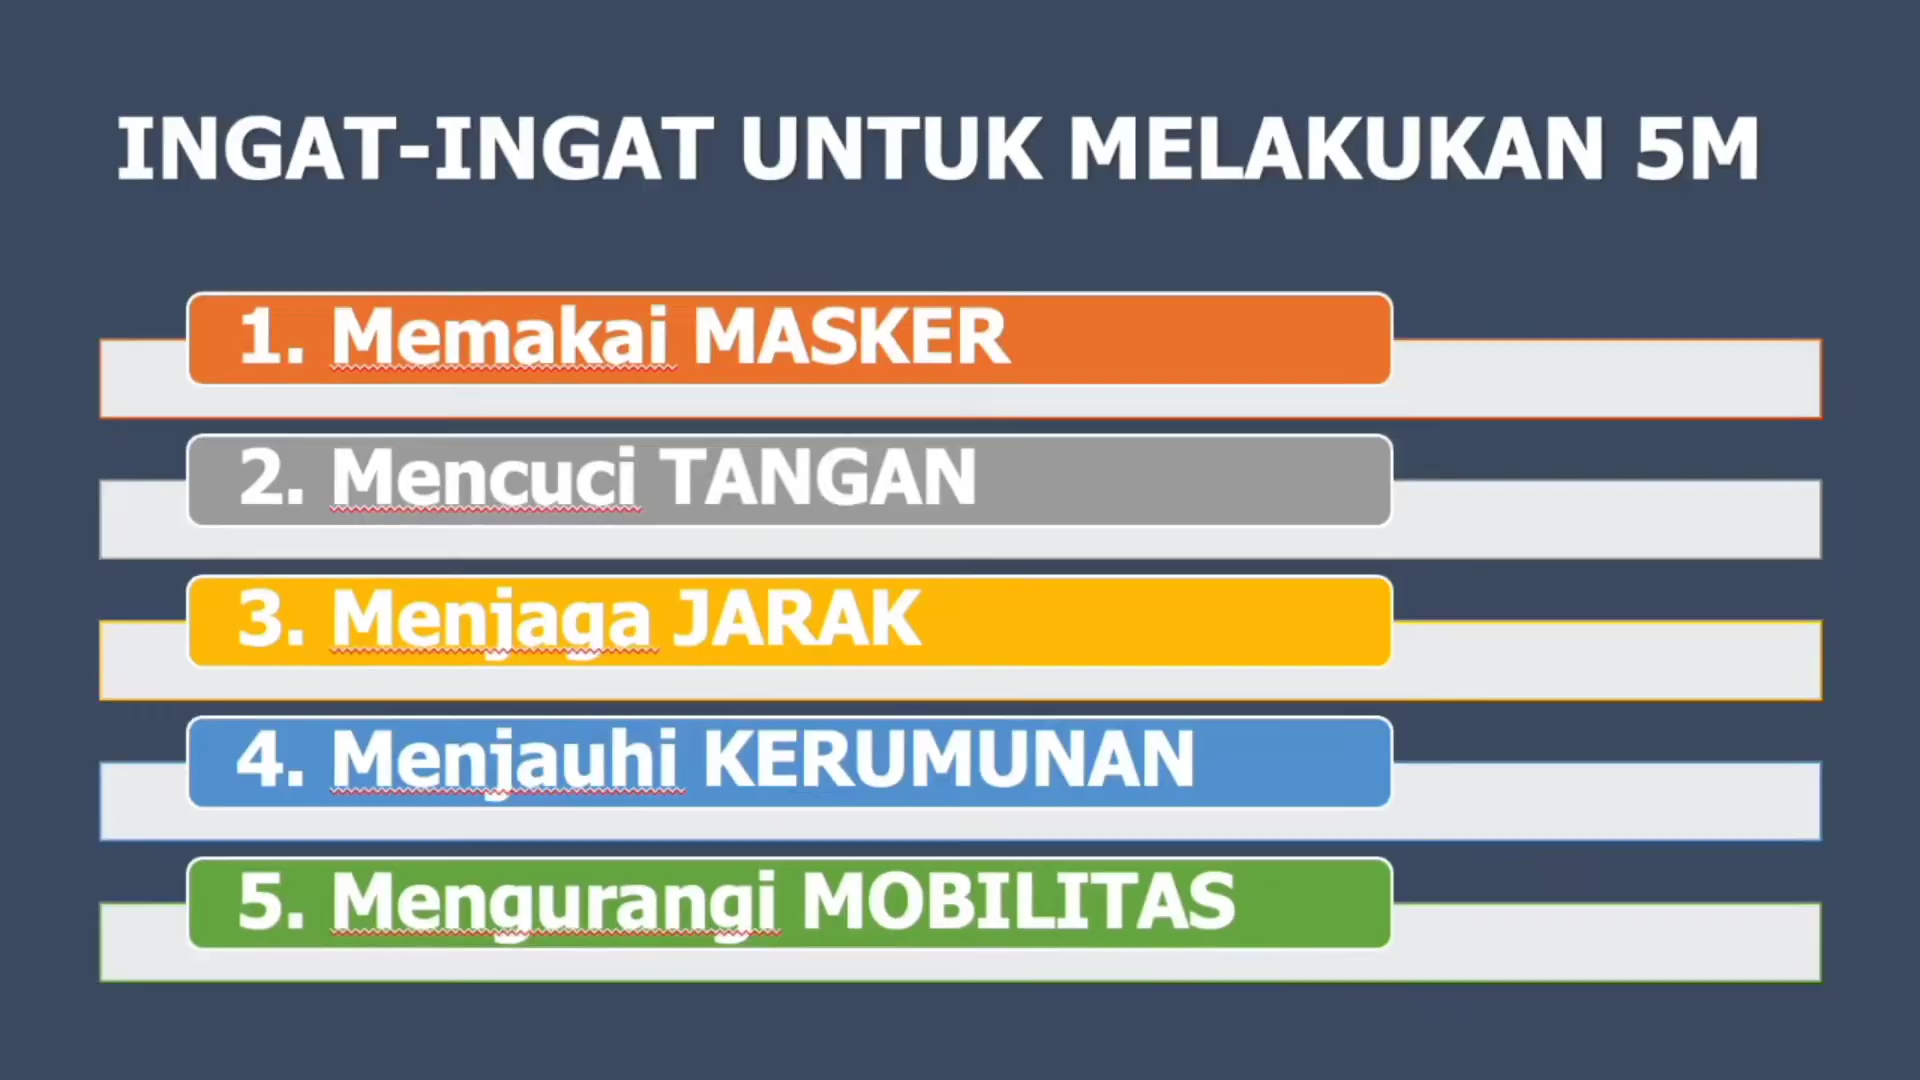 INGAT-INGAT UNTUK MELAKUKAN 5M
1. Memakai MASKER
2. Mencuci TANGAN
3. Menjaga JARAK
4. Menjauhi KERUMUNAN
5. Mengurangi MOBILITAS